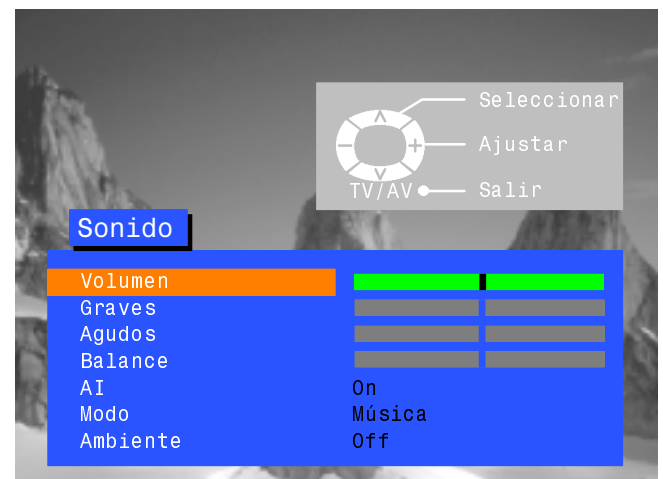 Seleccionar
Ajustar
TV/AV Salir
Sonido
Volumen
Graves
Agudos
Balance
AI On
Modo Música
Ambiente Off